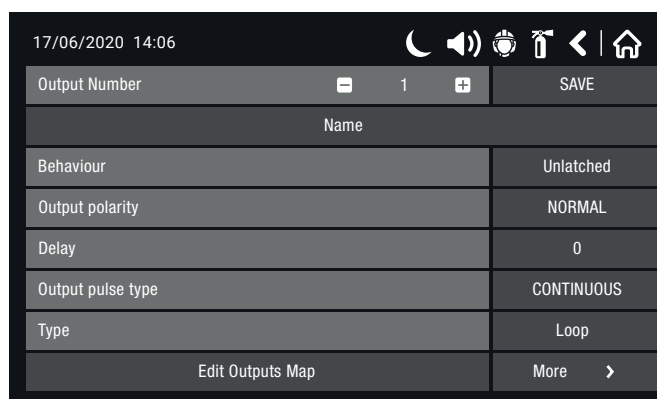 17/06/2020 14:06
Output Number 1 SAVE
Name
Behaviour Unlatched
Output polarity NORMAL
Delay 0
Output pulse type CONTINUOUS
Type Loop
Edit Outputs Map More